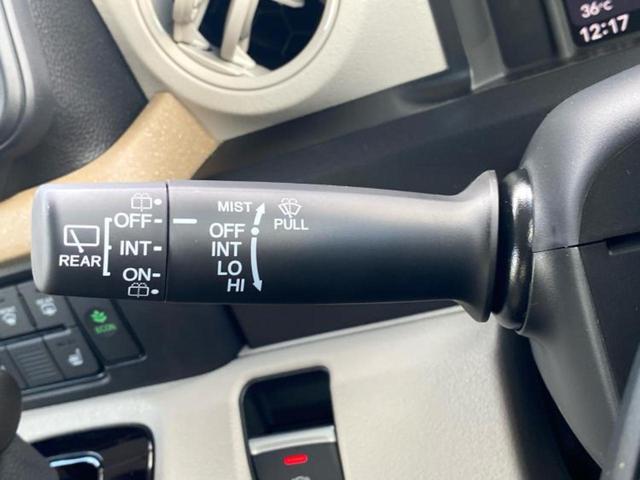 36°C
12:17
OFF
INT
ON
REAR
MIST
OFF
INT
LO
HI
PULL
ECON